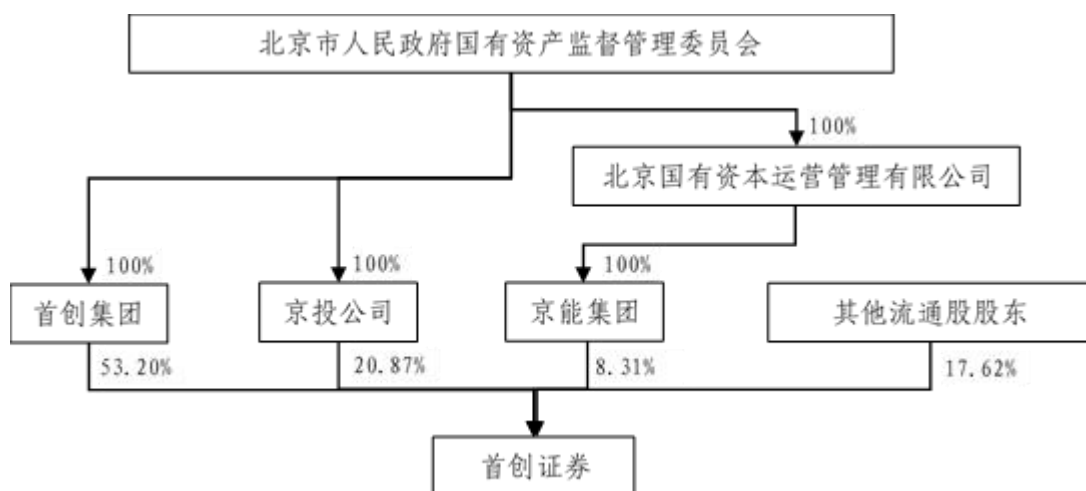 北京市人民政府国有资产监督管理委员会
100%
北京国有资本运营管理有限公司
100%
100%
100%
首创集团
京投公司
京能集团
其他流通股股东
53.20%
20.87%
8.31%
17.62%
首创证券